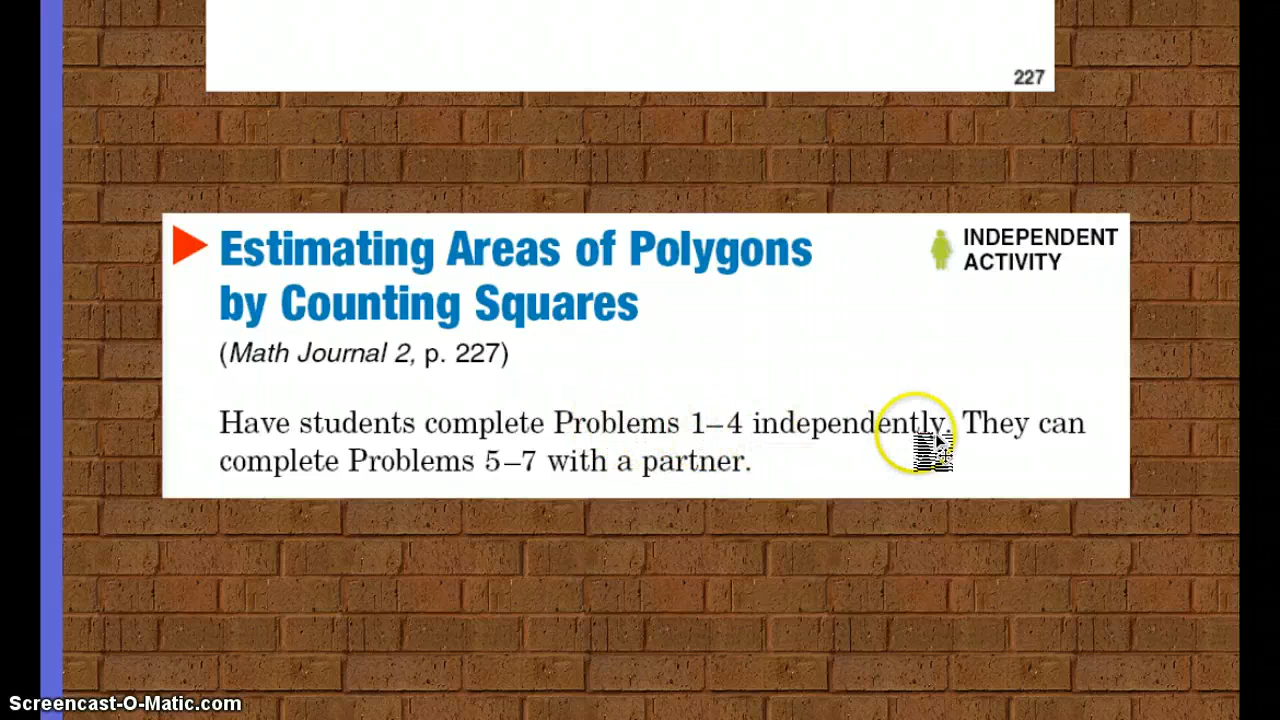 227
Estimating Areas of Polygons
by Counting Squares
INDEPENDENT
ACTIVITY
(Math Journal 2, p. 227)
Have students complete Problems 1–4 independently. They can
complete Problems 5–7 with a partner.
Screencast-O-Matic.com